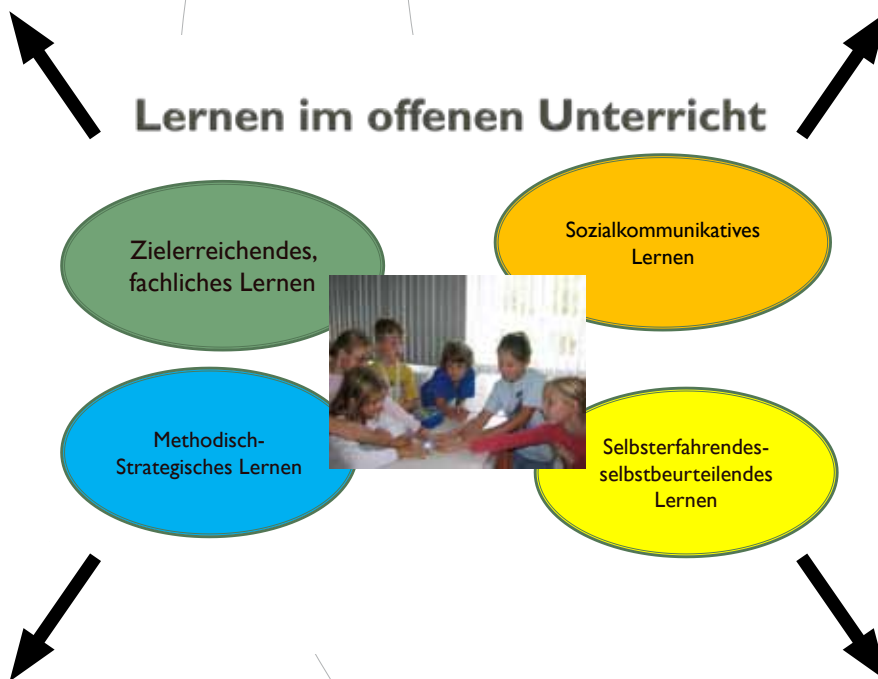 Lernen im offenen Unterricht
Zielerreichendes,
fachliches Lernen
Sozialkommunikatives
Lernen
Methodisch-
Strategisches Lernen
Selbsterfahrendes-
selbstbeurteilendes
Lernen